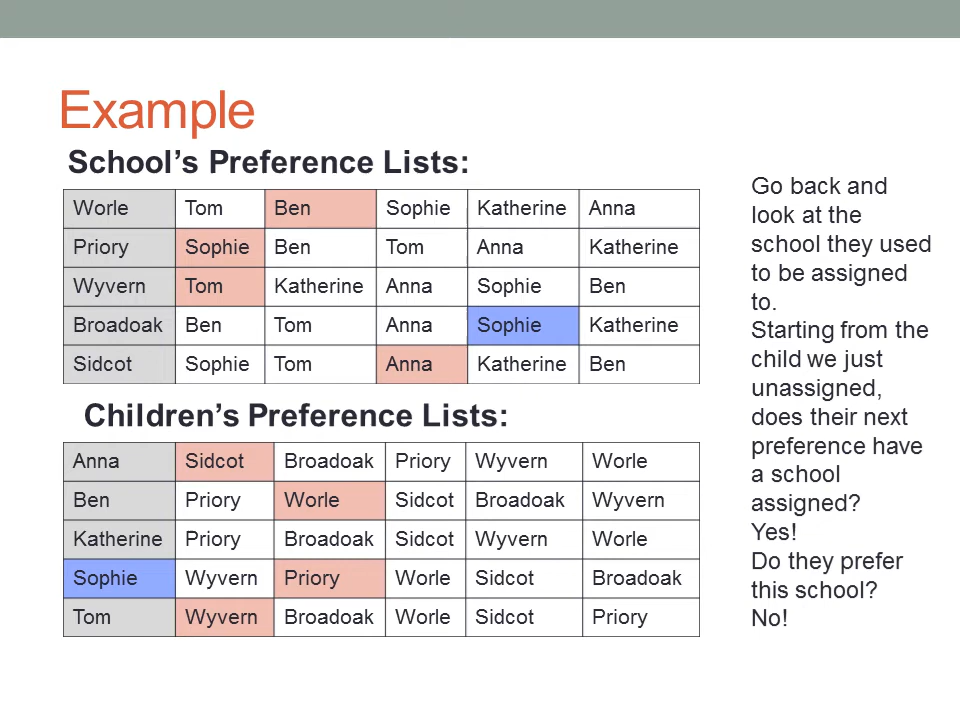 Example
School’s Preference Lists:
Worle Tom Ben Sophie Katherine Anna
Priory Sophie Ben Tom Anna Katherine
Wyvern Tom Katherine Anna Sophie Ben
Broadoak Ben Tom Anna Sophie Katherine
Sidcot Sophie Tom Anna Katherine Ben
Children’s Preference Lists:
Anna Sidcot Broadoak Priory Wyvern Worle
Ben Priory Worle Sidcot Broadoak Wyvern
Katherine Priory Broadoak Sidcot Wyvern Worle
Sophie Wyvern Priory Worle Sidcot Broadoak
Tom Wyvern Broadoak Worle Sidcot Priory
Go back and
look at the
school they used
to be assigned
to.
Starting from the
child we just
unassigned,
does their next
preference have
a school
assigned?
Yes!
Do they prefer
this school?
No!